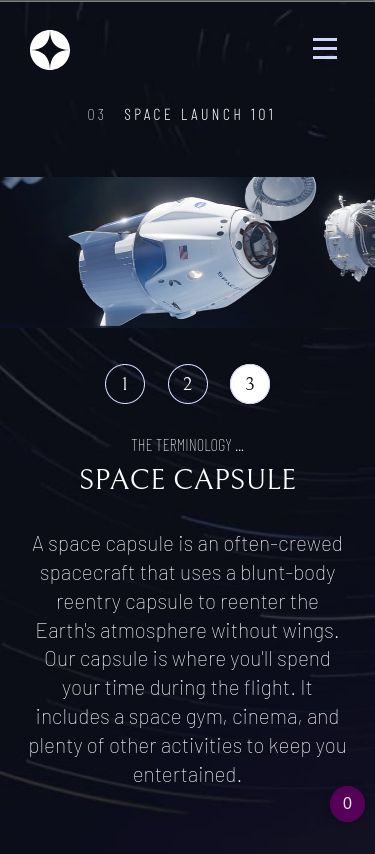 03 SPACE LAUNCH 101
1 2 3
THE TERMINOLOGY ...
SPACE CAPSULE
A space capsule is an often-crewed
spacecraft that uses a blunt-body
reentry capsule to reenter the
Earth's atmosphere without wings.
Our capsule is where you'll spend
your time during the flight. It
includes a space gym, cinema, and
plenty of other activities to keep you
entertained.
0